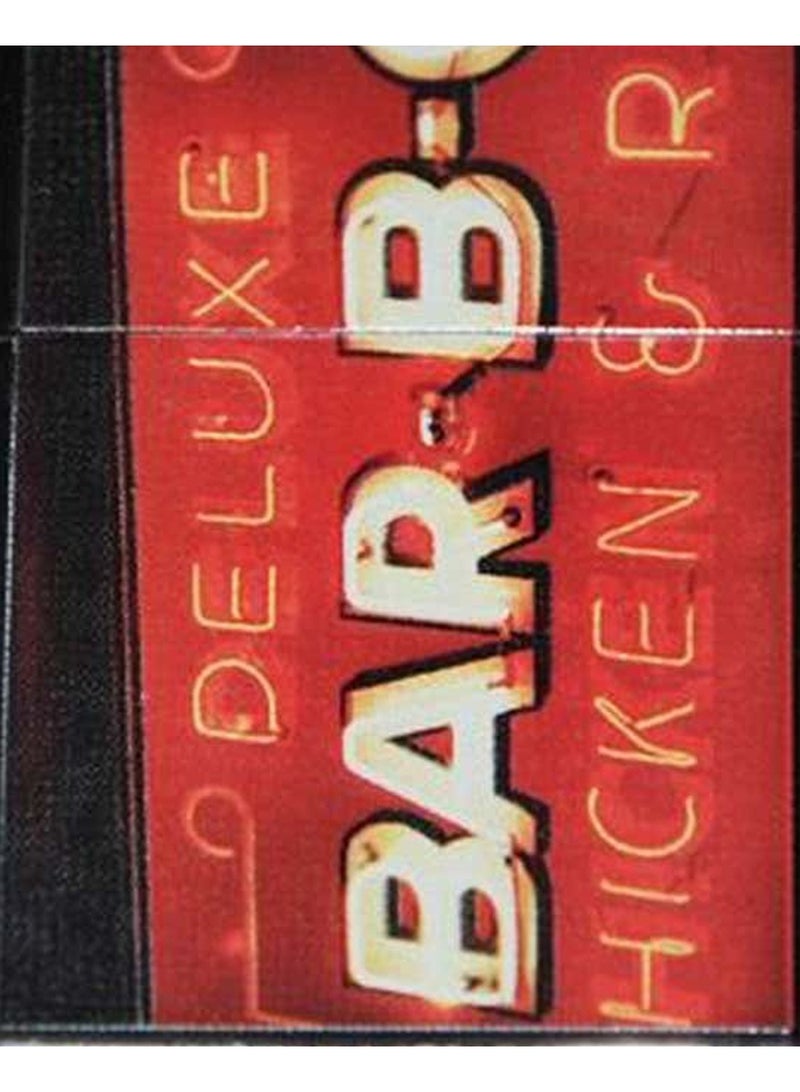 DELUXE
BAR B-
HICKEN & R